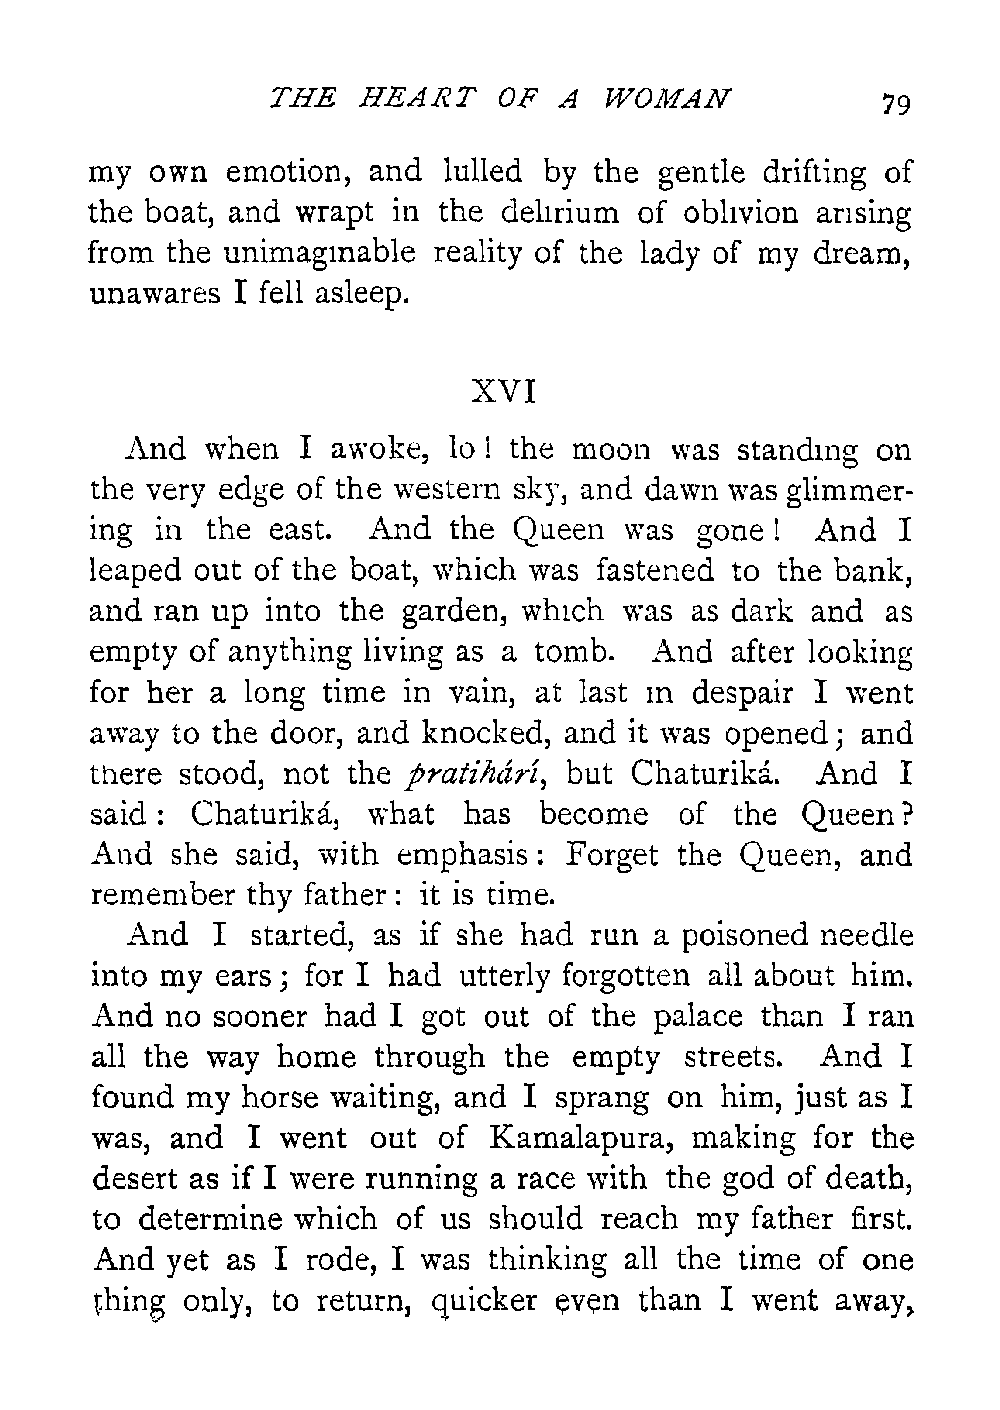 THE HEART OF A WOMAN 79
my own emotion, and lulled by the gentle drifting of
the boat, and wrapt in the delirium of oblivion arising
from the unimaginable reality of the lady of my dream,
unawares I fell asleep.
XVI
And when I awoke, lo! the moon was standing on
the very edge of the western sky, and dawn was glimmer-
ing in the east. And the Queen was gone! And I
leaped out of the boat, which was fastened to the bank,
and ran up into the garden, which was as dark and as
empty of anything living as a tomb. And after looking
for her a long time in vain, at last in despair I went
away to the door, and knocked, and it was opened; and
there stood, not the pratihárí, but Chaturiká. And I
said: Chaturiká, what has become of the Queen?
And she said, with emphasis: Forget the Queen, and
remember thy father: it is time.
And I started, as if she had run a poisoned needle
into my ears; for I had utterly forgotten all about him.
And no sooner had I got out of the palace than I ran
all the way home through the empty streets. And I
found my horse waiting, and I sprang on him, just as I
was, and I went out of Kamalapura, making for the
desert as if I were running a race with the god of death,
to determine which of us should reach my father first.
And yet as I rode, I was thinking all the time of one
thing only, to return, quicker even than I went away,